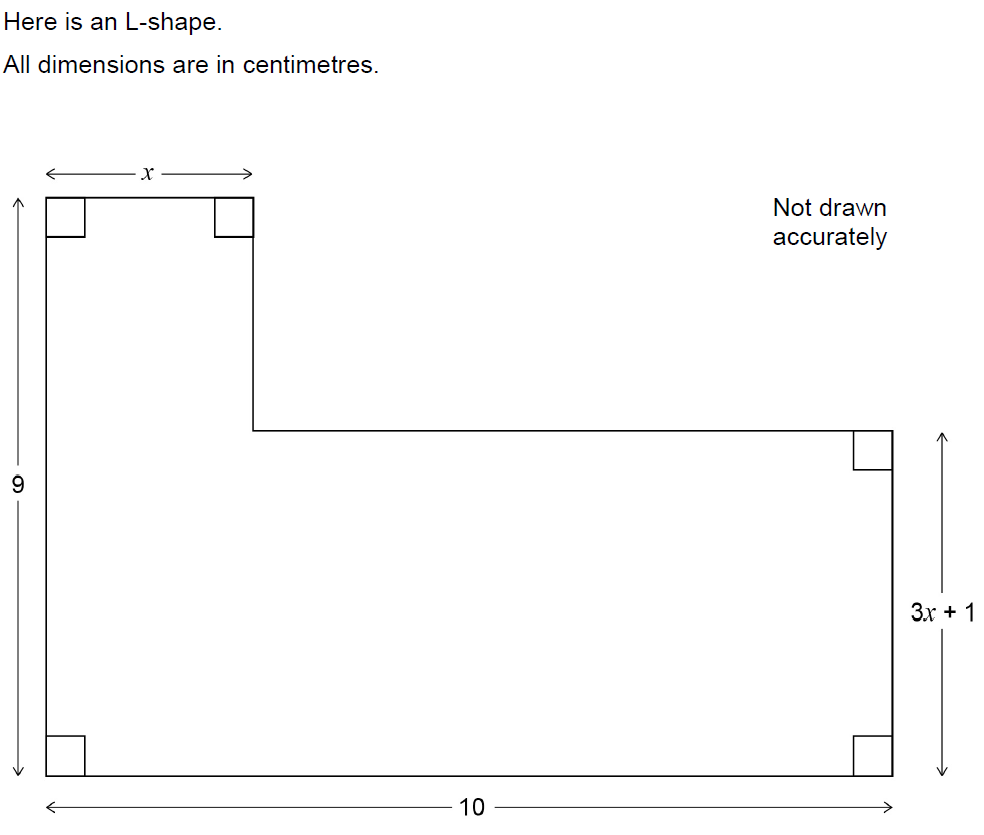 Here is an L-shape.
All dimensions are in centimetres.
x
Not drawn
accurately
9
3x + 1
10